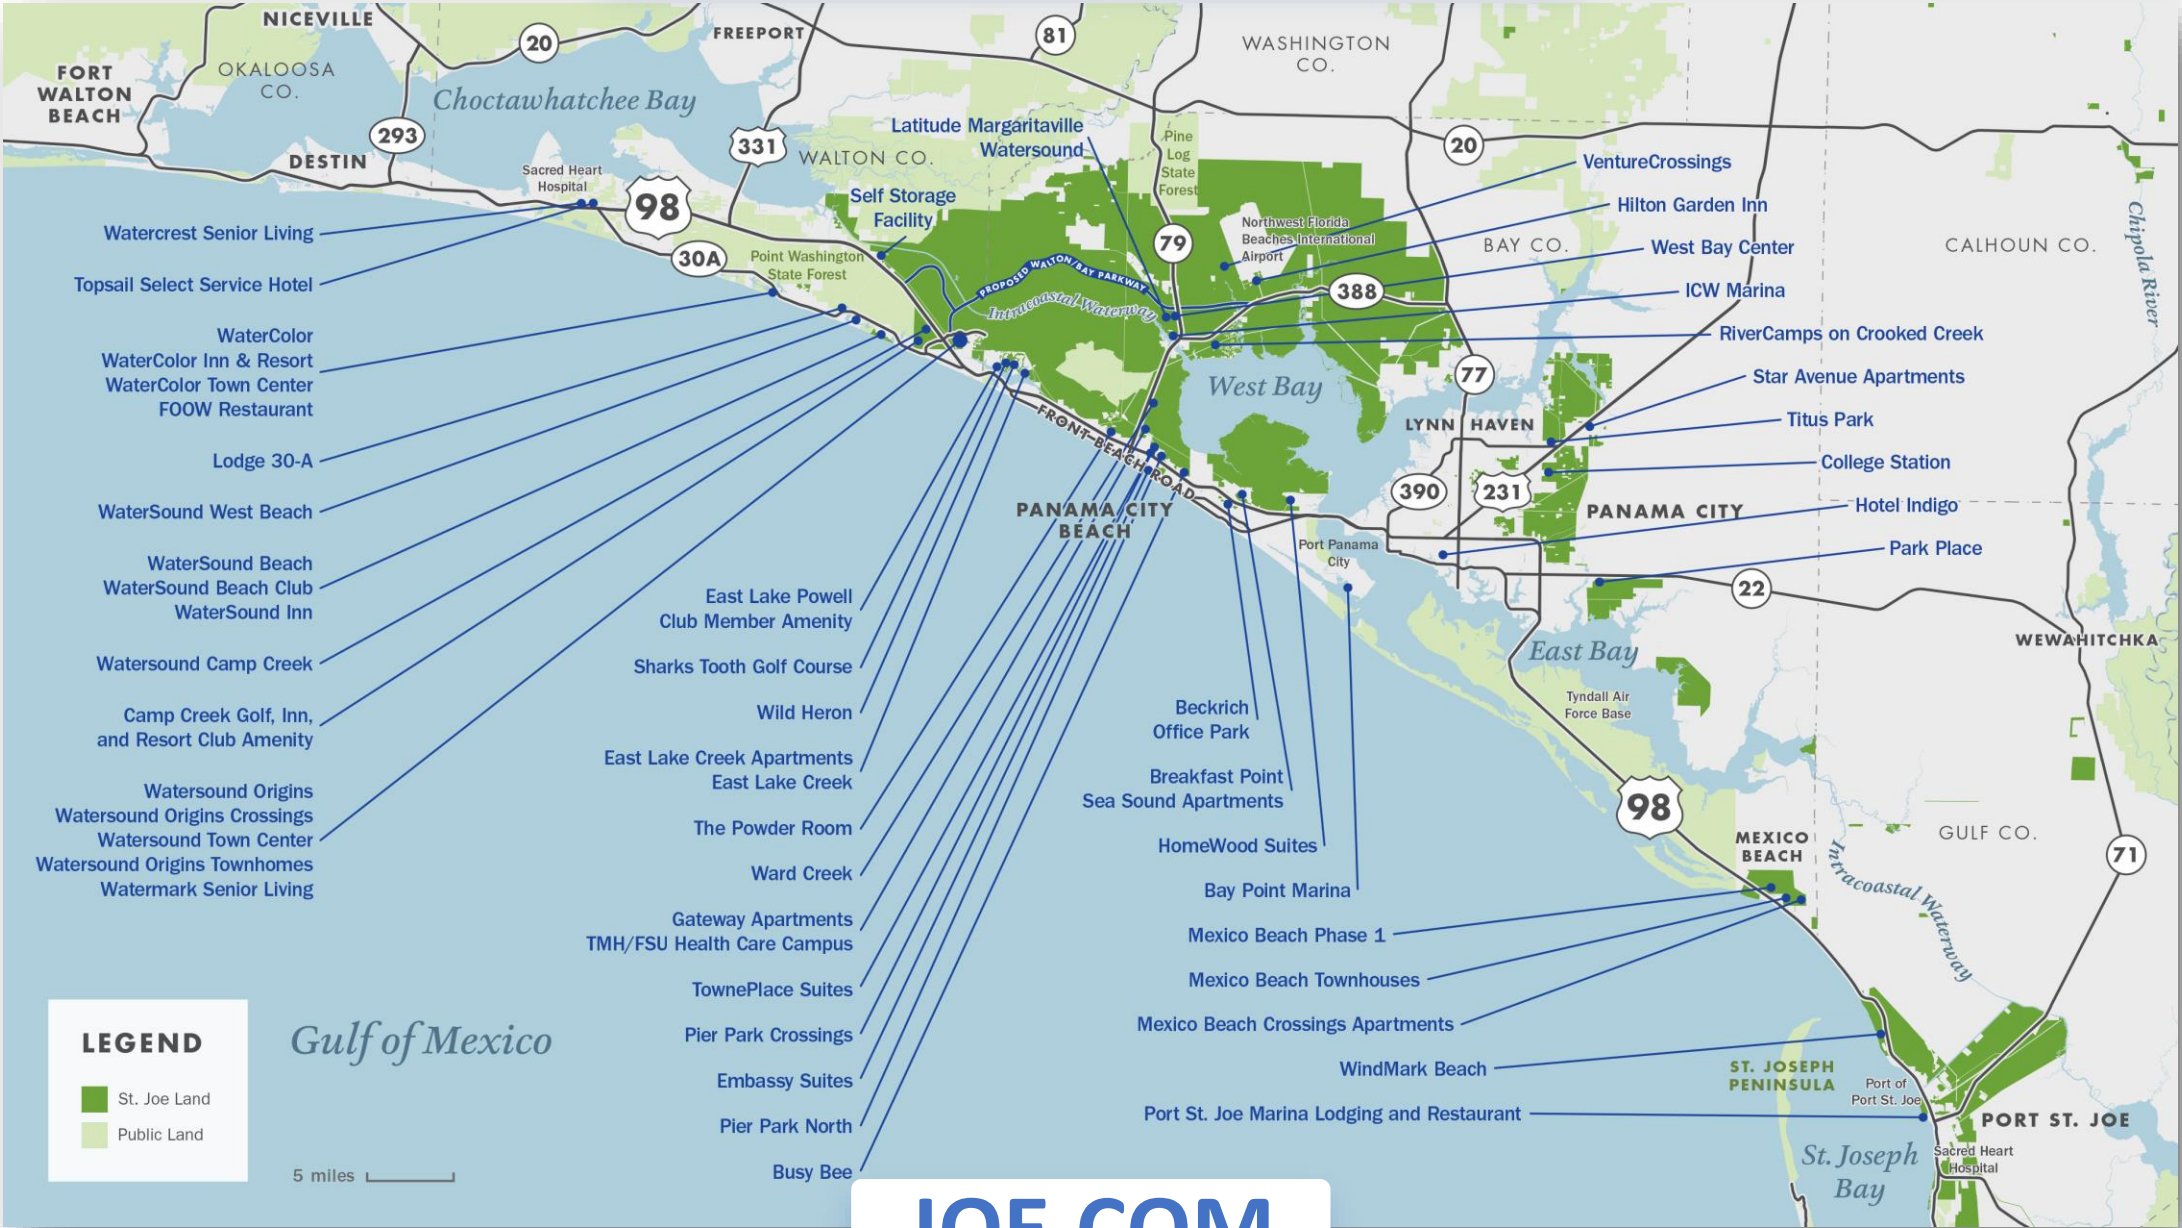 NICEVILLE
20
FREEPORT
81
WASHINGTON
CO.
FORT
WALTON
BEACH
OKALOOSA
CO.
Choctawhatchee Bay
293
DESTIN
331
WALTON CO.
Latitude Margaritaville
Watersound
Pine
Log
State
Forest
20
VentureCrossings
Sacred Heart
Hospital
98
Self Storage
Facility
Hilton Garden Inn
Chipola River
Watercrest Senior Living
30A
Point Washington
State Forest
79
Northwest Florida
Beaches International
Airport
BAY CO.
West Bay Center
CALHOUN CO.
Topsail Select Service Hotel
PROPOSED WALTON/BAY PARKWAY
Intracoastal Waterway
388
ICW Marina
WaterColor
WaterColor Inn & Resort
WaterColor Town Center
FOOW Restaurant
RiverCamps on Crooked Creek
West Bay
77
Star Avenue Apartments
FRONT BEACH ROAD
LYNN HAVEN
Titus Park
Lodge 30-A
College Station
390
231
WaterSound West Beach
PANAMA CITY
BEACH
PANAMA CITY
Hotel Indigo
Port Panama
City
Park Place
WaterSound Beach
WaterSound Beach Club
WaterSound Inn
22
East Lake Powell
Club Member Amenity
WEWAHITCHKA
East Bay
Watersound Camp Creek
Sharks Tooth Golf Course
Tyndall Air
Force Base
Camp Creek Golf, Inn,
and Resort Club Amenity
Wild Heron
Beckrich
Office Park
East Lake Creek Apartments
East Lake Creek
Breakfast Point
Sea Sound Apartments
98
Watersound Origins
Watersound Origins Crossings
Watersound Town Center
Watersound Origins Townhomes
Watermark Senior Living
The Powder Room
HomeWood Suites
MEXICO
BEACH
GULF CO.
71
Intracoastal Waterway
Ward Creek
Bay Point Marina
Gateway Apartments
TMH/FSU Health Care Campus
Mexico Beach Phase 1
TownePlace Suites
Mexico Beach Townhouses
Pier Park Crossings
Mexico Beach Crossings Apartments
LEGEND
St. Joe Land
Public Land
Gulf of Mexico
5 miles
Embassy Suites
WindMark Beach
ST. JOSEPH
PENINSULA
Port of
Port St. Joe
Pier Park North
Port St. Joe Marina Lodging and Restaurant
PORT ST. JOE
Busy Bee
St. Joseph
Bay
Sacred Heart
Hospital
JOE.COM